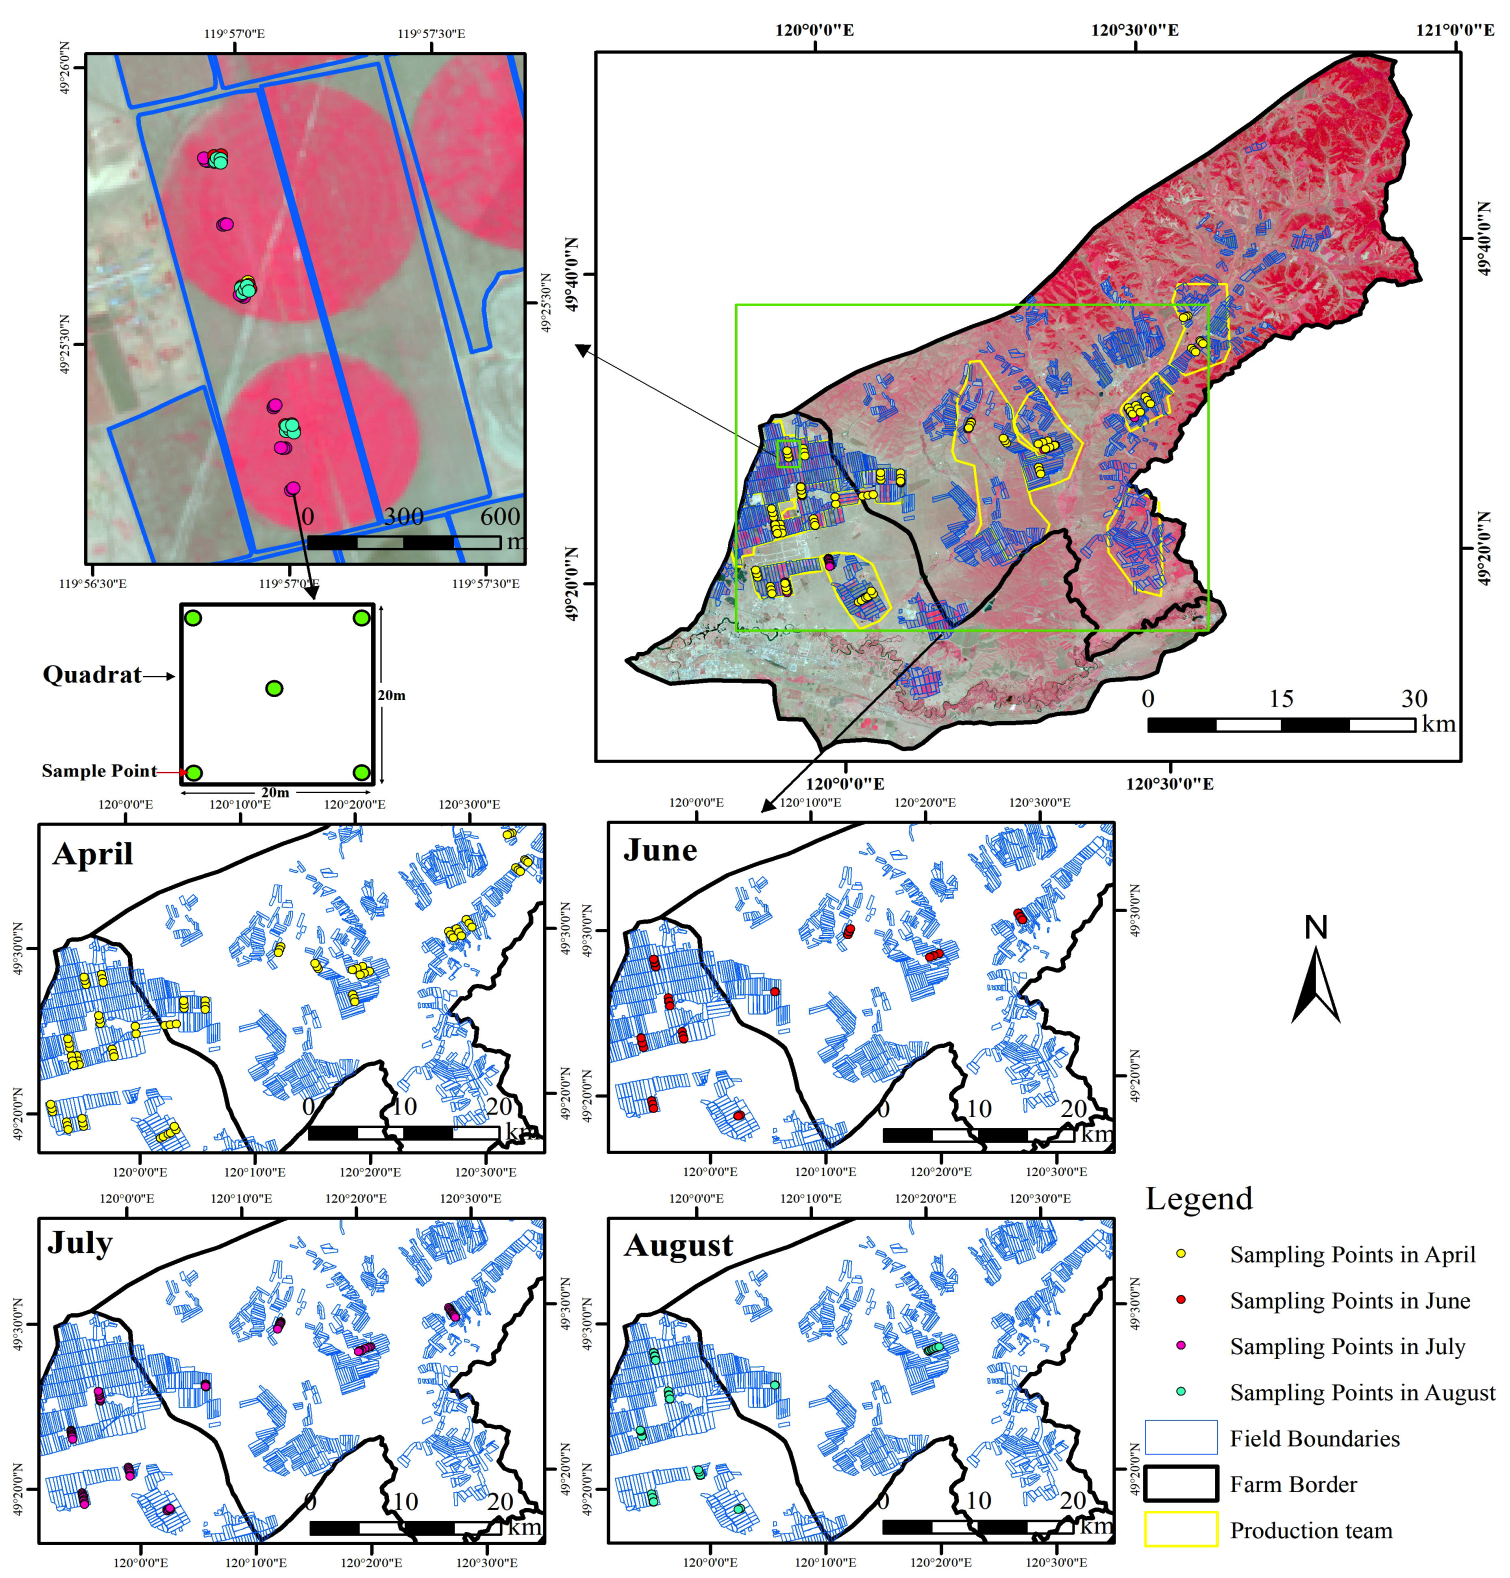 119°57'0"E
119°57'30"E
49°26'0"N
49°25'30"N
49°25'30"N
0
300
600
m
119°56'3'0"E
119°57'0"E
119°57'30"E
120°0'0"E
120°30'0"E
121°0'0"E
49°40'0"N
49°20'0"N
49°40'0"N
49°20'0"N
0
15
30
km
120°0'0"E
120°30'0"E
Quadrat
20m
Sample Point
20m
120°0'0"E
120°10'0"E
120°20'0"E
120°30'0"E
April
49°30'0"N
49°20'0"N
49°30'0"N
49°20'0"N
0
10
20
km
120°0'0"E
120°10'0"E
120°20'0"E
120°30'0"E
120°0'0"E
120°10'0"E
120°20'0"E
120°30'0"E
June
49°30'0"N
49°20'0"N
49°30'0"N
49°20'0"N
0
10
20
km
120°0'0"E
120°10'0"E
120°20'0"E
120°30'0"E
N
120°0'0"E
120°10'0"E
120°20'0"E
120°30'0"E
July
49°30'0"N
49°20'0"N
49°30'0"N
49°20'0"N
0
10
20
km
120°0'0"E
120°10'0"E
120°20'0"E
120°30'0"E
120°0'0"E
120°10'0"E
120°20'0"E
120°30'0"E
August
49°30'0"N
49°20'0"N
49°30'0"N
49°20'0"N
0
10
20
km
120°0'0"E
120°10'0"E
120°20'0"E
120°30'0"E
Legend
Sampling Points in April
Sampling Points in June
Sampling Points in July
Sampling Points in August
Field Boundaries
Farm Border
Production team